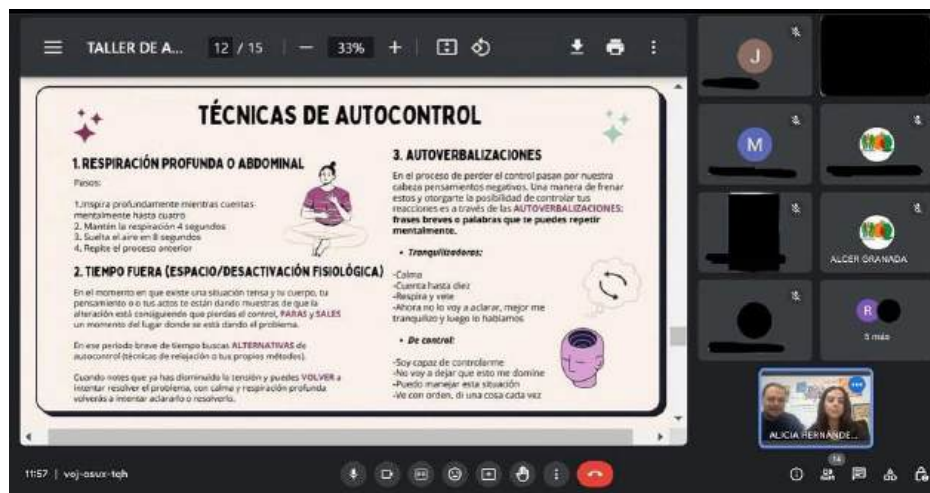 TALLER DE A... 12 / 15 33%
TÉCNICAS DE AUTOCONTROL
1. RESPIRACIÓN PROFUNDA O ABDOMINAL
Pasos:
1.Inspira profundamente mientras cuentas
mentalmente hasta cuatro
2. Mantén la respiración 4 segundos
3. Suelta el aire en 8 segundos
4. Repite el proceso anterior
2. TIEMPO FUERA (ESPACIO/DESACTIVACIÓN FISIOLÓGICA)
En el momento en que existe una situación tensa y tu cuerpo, tu
pensamiento o tus actos te están dando muestras de que la
alteración está consiguiendo que pierdas el control, PARAS y SALES
un momento del lugar donde se está dando el problema.
En ese periodo breve de tiempo buscas ALTERNATIVAS de
autocontrol (técnicas de relajación o tus propios métodos).
Cuando notes que ya has disminuido la tensión y puedes VOLVER a
intentar resolver el problema, con calma y respiración profunda
volverás a intentar aclararlo o resolverlo.
3. AUTOVERBALIZACIONES
En el proceso de perder el control pasan por nuestra
cabeza pensamientos negativos. Una manera de frenar
estos y otorgarte la posibilidad de controlar tus
reacciones es a través de las AUTOVERBALIZACIONES:
frases breves o palabras que te puedes repetir
mentalmente.
• Tranquilizadoras:
-Calma
-Cuenta hasta diez
-Respira y vete
-Ahora no lo voy a aclarar, mejor me
tranquilizo y luego lo hablamos
• De control:
-Soy capaz de controlarme
-No voy a dejar que esto me domine
-Puedo manejar esta situación
-Ve con orden, di una cosa cada vez
J
M
ALCER GRANADA
R
5 más
ALICIA HERNÁNDE...
11:57 | voj-asux-tqh
14